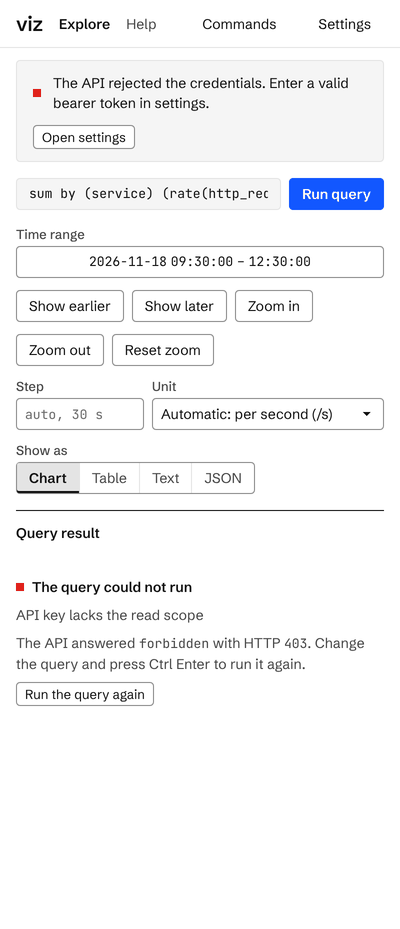 viz Explore Help Commands Settings
The API rejected the credentials. Enter a valid
bearer token in settings.
Open settings
sum by (service) (rate(http_rec Run query
Time range
2026-11-18 09:30:00 – 12:30:00
Show earlier Show later Zoom in
Zoom out Reset zoom
Step Unit
auto, 30 s Automatic: per second (/s)
Show as
Chart Table Text JSON
Query result
The query could not run
API key lacks the read scope
The API answered forbidden with HTTP 403. Change
the query and press Ctrl Enter to run it again.
Run the query again